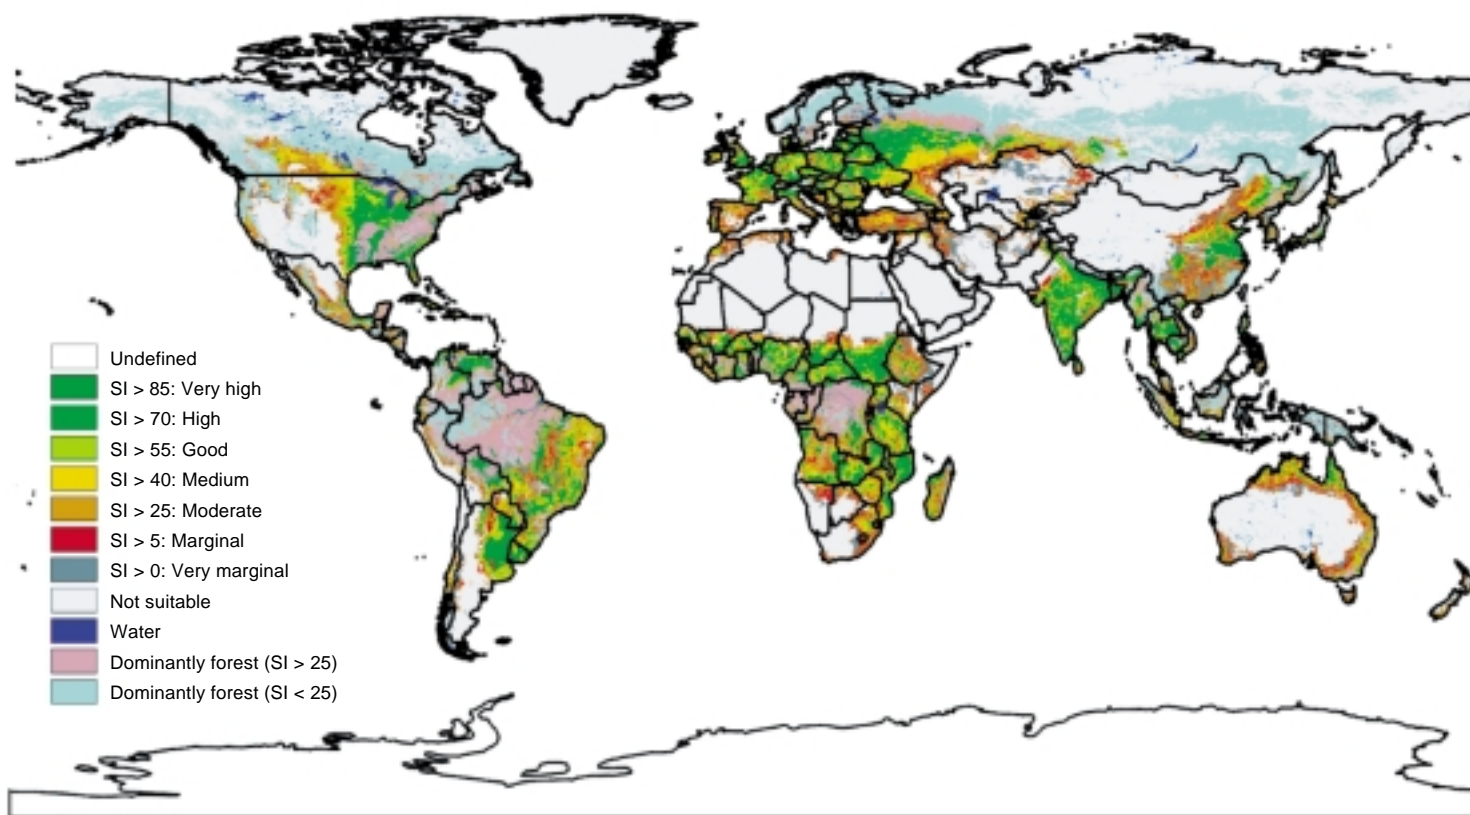 Undefined
SI > 85: Very high
SI > 70: High
SI > 55: Good
SI > 40: Medium
SI > 25: Moderate
SI > 5: Marginal
SI > 0: Very marginal
Not suitable
Water
Dominantly forest (SI > 25)
Dominantly forest (SI < 25)